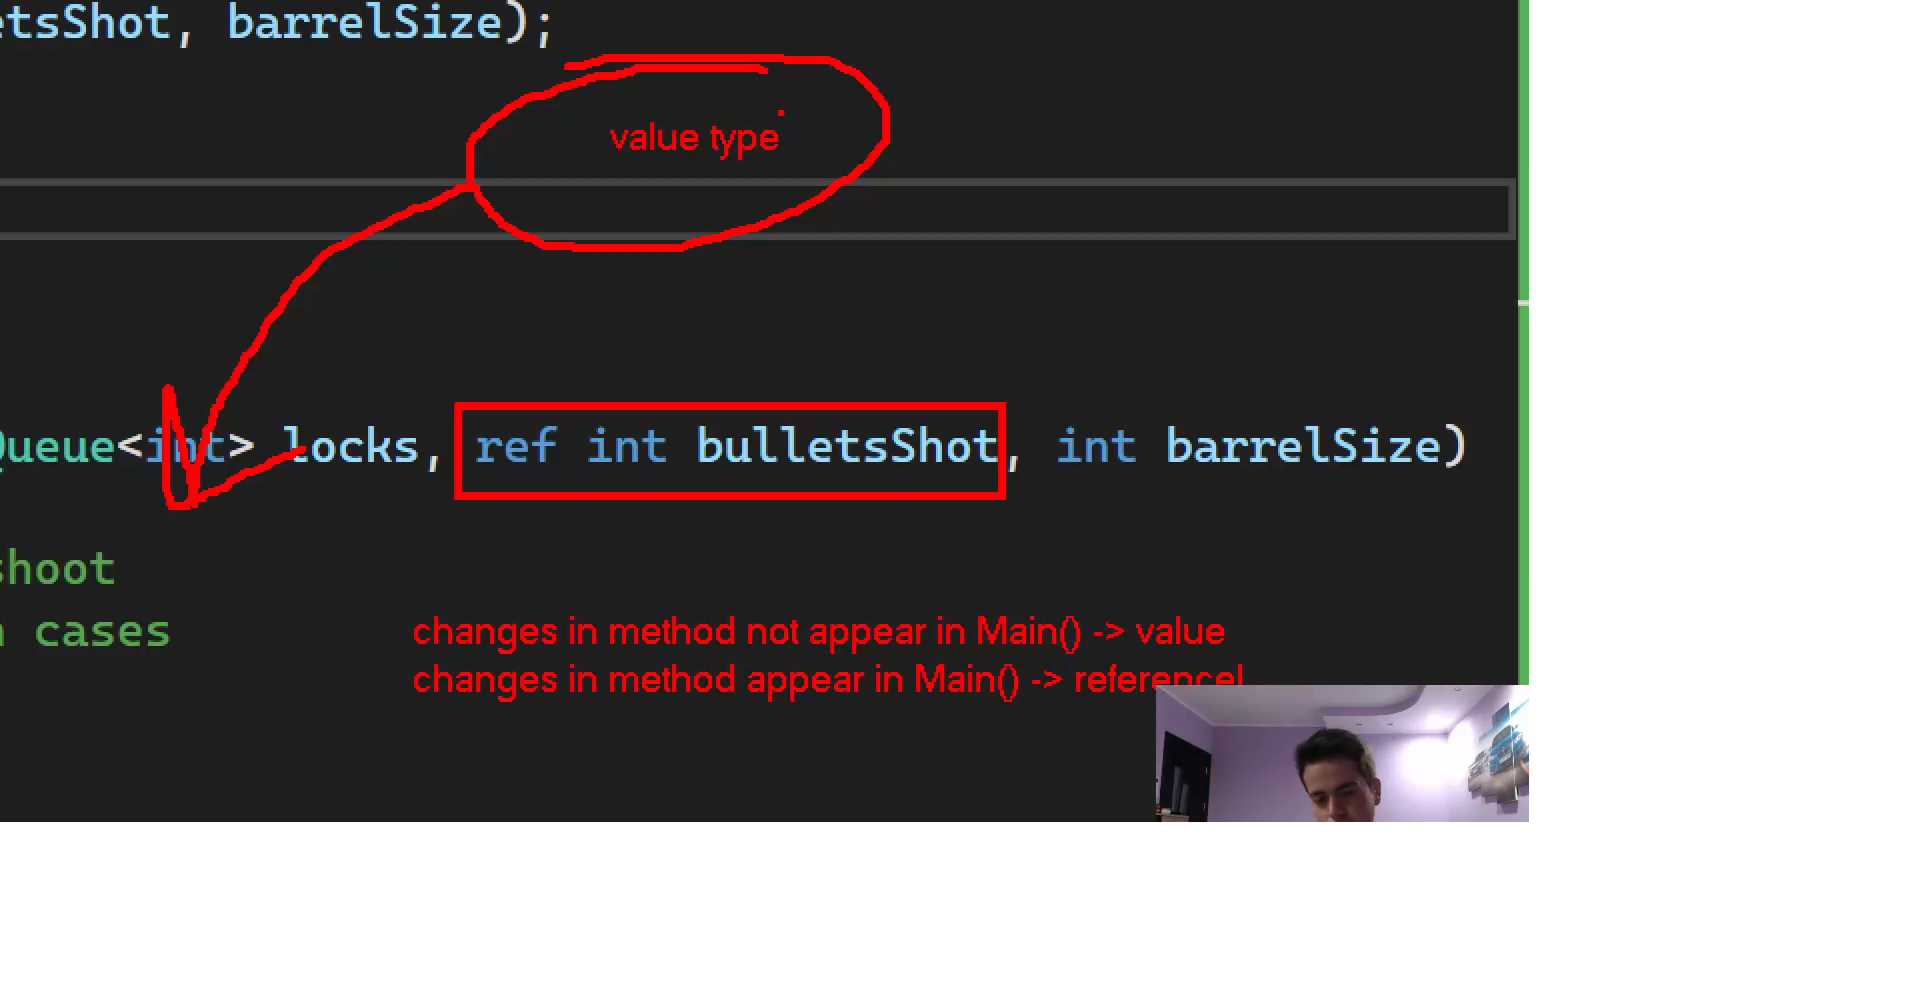 etsShot, barrelSize);
value type
Queue<int> locks, ref int bulletsShot, int barrelSize)
shoot
cases
changes in method not appear in Main() -> value
changes in method appear in Main() -> reference